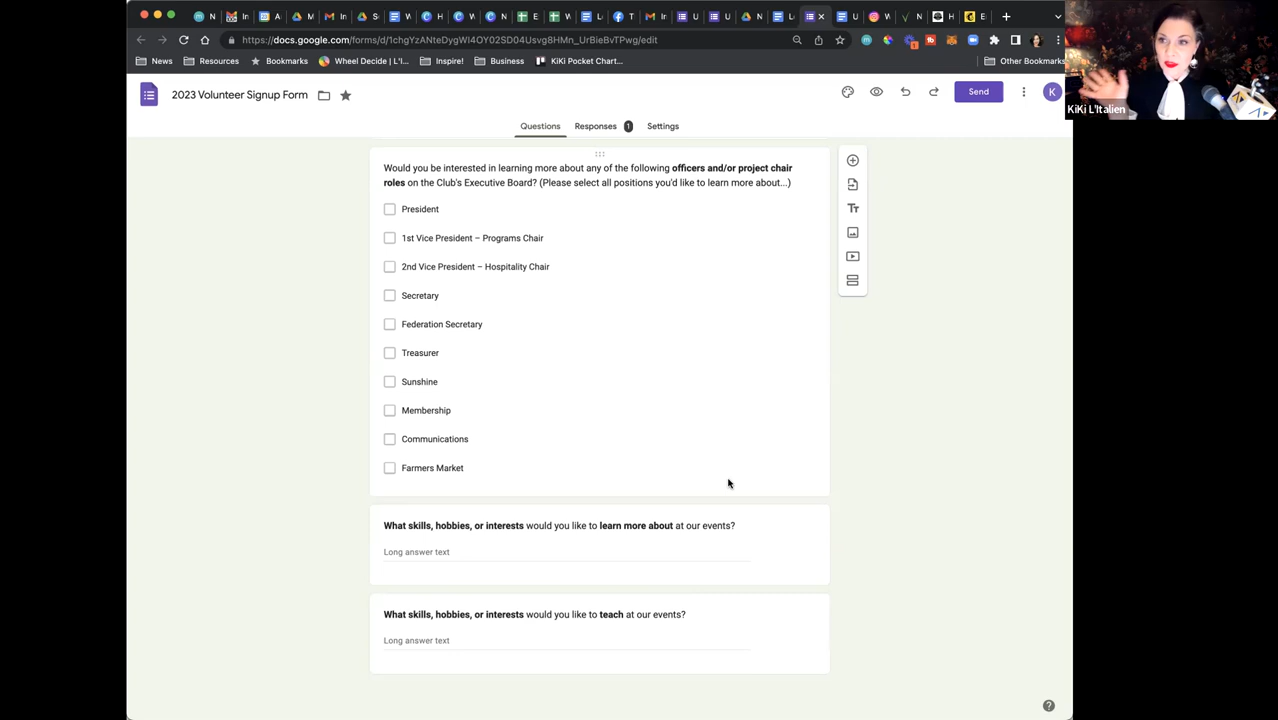 N
In
A
M
In
S
W
C
H
C
W
C
N
E
W
L
F
T
In
U
U
N
L
U
W
N
H
E
https://docs.google.com/forms/d/1chgYzANteDygWI4OY02SD04Usvg8HMn_UrBieBvTPwg/edit
News
Resources
Bookmarks
Wheel Decide | L'I...
Inspire!
Business
KiKi Pocket Chart...
Other Bookmarks
2023 Volunteer Signup Form
Send
K
KiKi L'Italien
Questions
Responses 1
Settings
Would you be interested in learning more about any of the following officers and/or project chair
roles on the Club's Executive Board? (Please select all positions you'd like to learn more about...)
President
1st Vice President – Programs Chair
2nd Vice President – Hospitality Chair
Secretary
Federation Secretary
Treasurer
Sunshine
Membership
Communications
Farmers Market
What skills, hobbies, or interests would you like to learn more about at our events?
Long answer text
What skills, hobbies, or interests would you like to teach at our events?
Long answer text